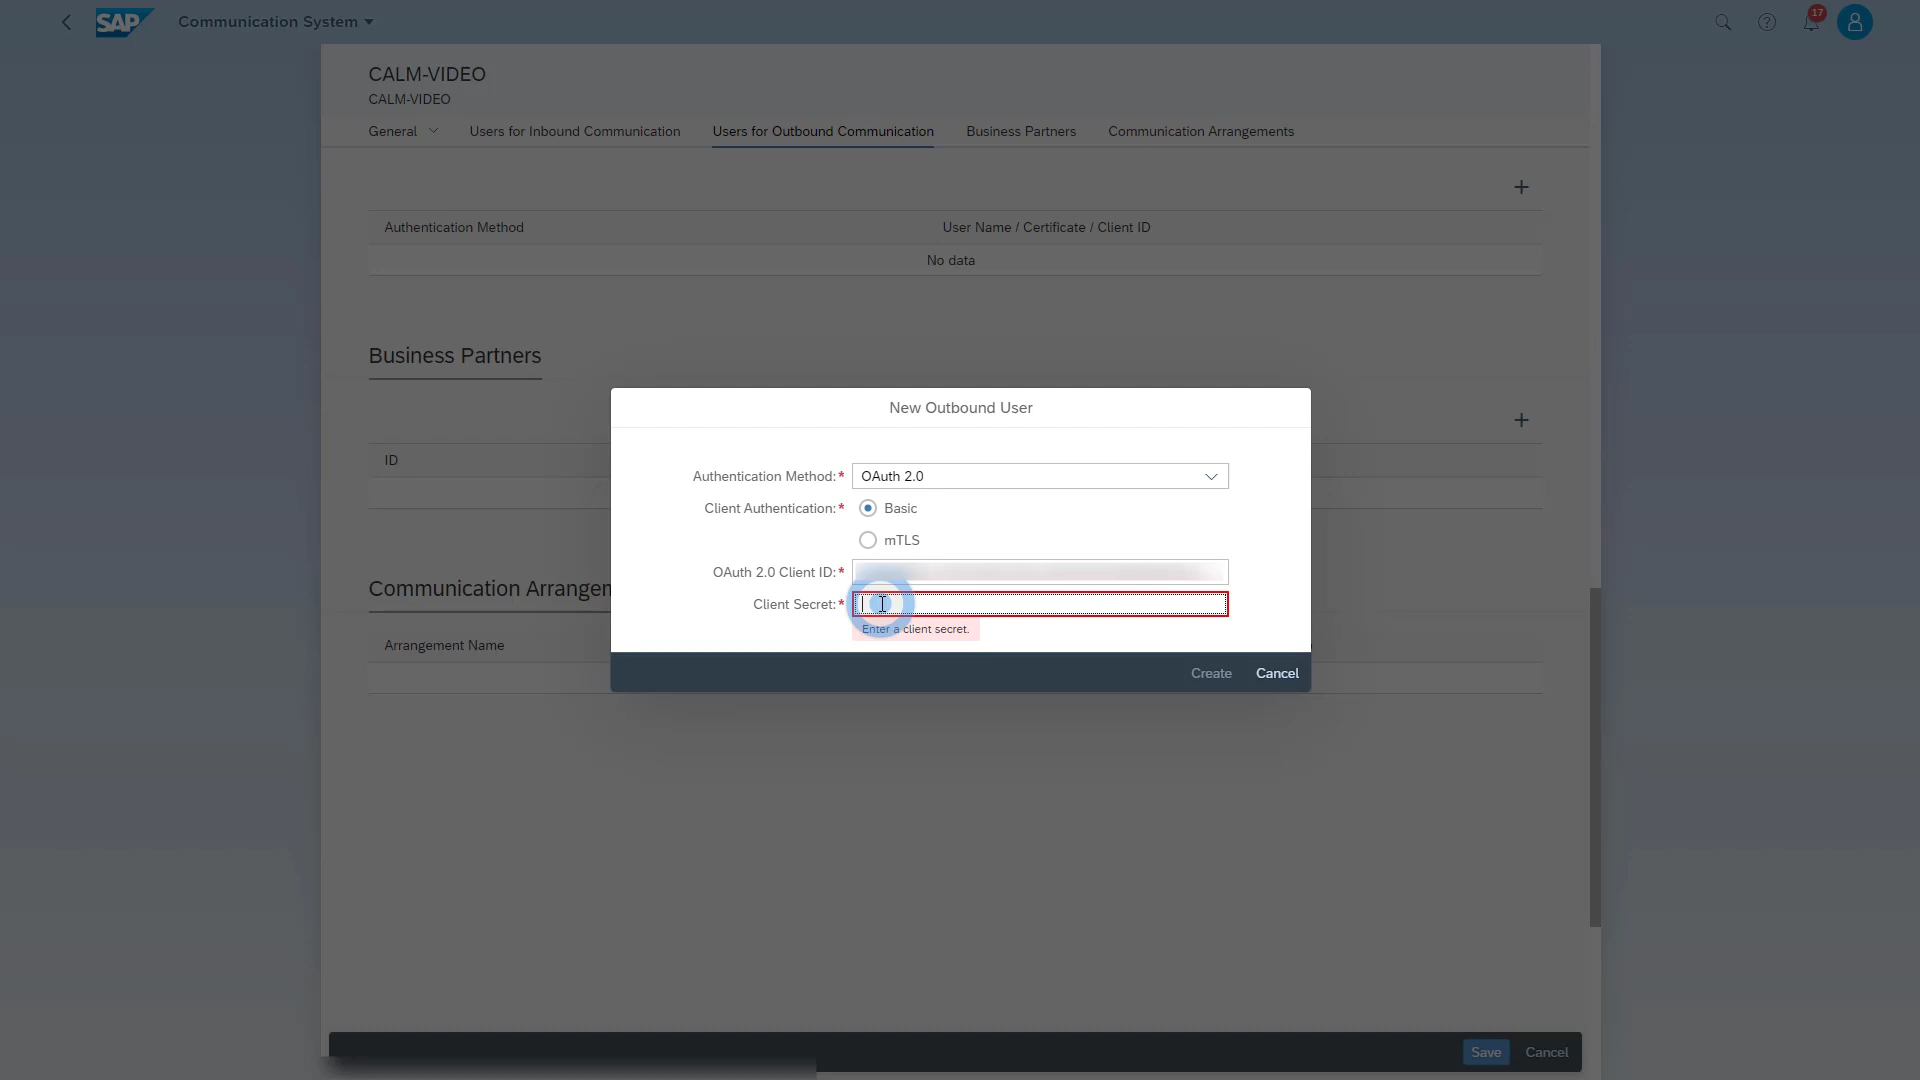 SAP
Communication System
17
CALM-VIDEO
CALM-VIDEO
General
Users for Inbound Communication
Users for Outbound Communication
Business Partners
Communication Arrangements
Authentication Method
User Name / Certificate / Client ID
No data
Business Partners
ID
New Outbound User
Authentication Method:*
OAuth 2.0
Client Authentication:*
Basic
mTLS
OAuth 2.0 Client ID:*
Client Secret:*
Enter a client secret.
Create
Cancel
Communication Arrangem
Arrangement Name
Save
Cancel